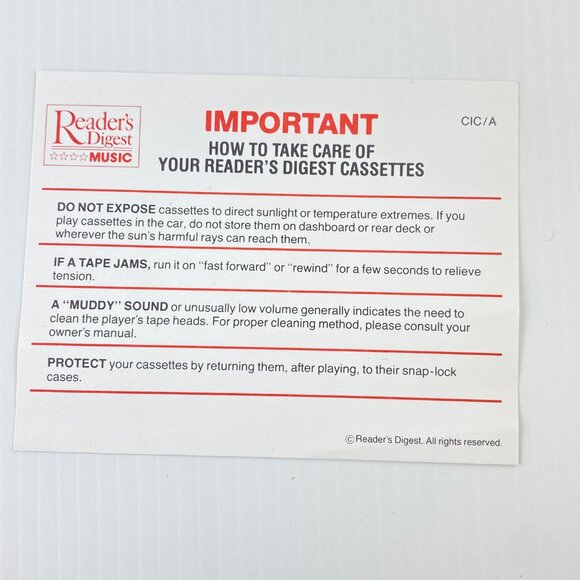 Reader's
Digest
☆☆☆☆MUSIC
IMPORTANT
CIC/A
HOW TO TAKE CARE OF
YOUR READER'S DIGEST CASSETTES
DO NOT EXPOSE cassettes to direct sunlight or temperature extremes. If you
play cassettes in the car, do not store them on dashboard or rear deck or
wherever the sun's harmful rays can reach them,
IF A TAPE JAMS, run it on "fast forward" or "rewind" for a few seconds to relieve
tension.
A "MUDDY" SOUND or unusually low volume generally indicates the need to
clean the player's tape heads. For proper cleaning method, please consult your
owner's manual.
PROTECT your cassettes by returning them, after playing, to their snap-lock
cases.
© Reader's Digest. All rights reserved.